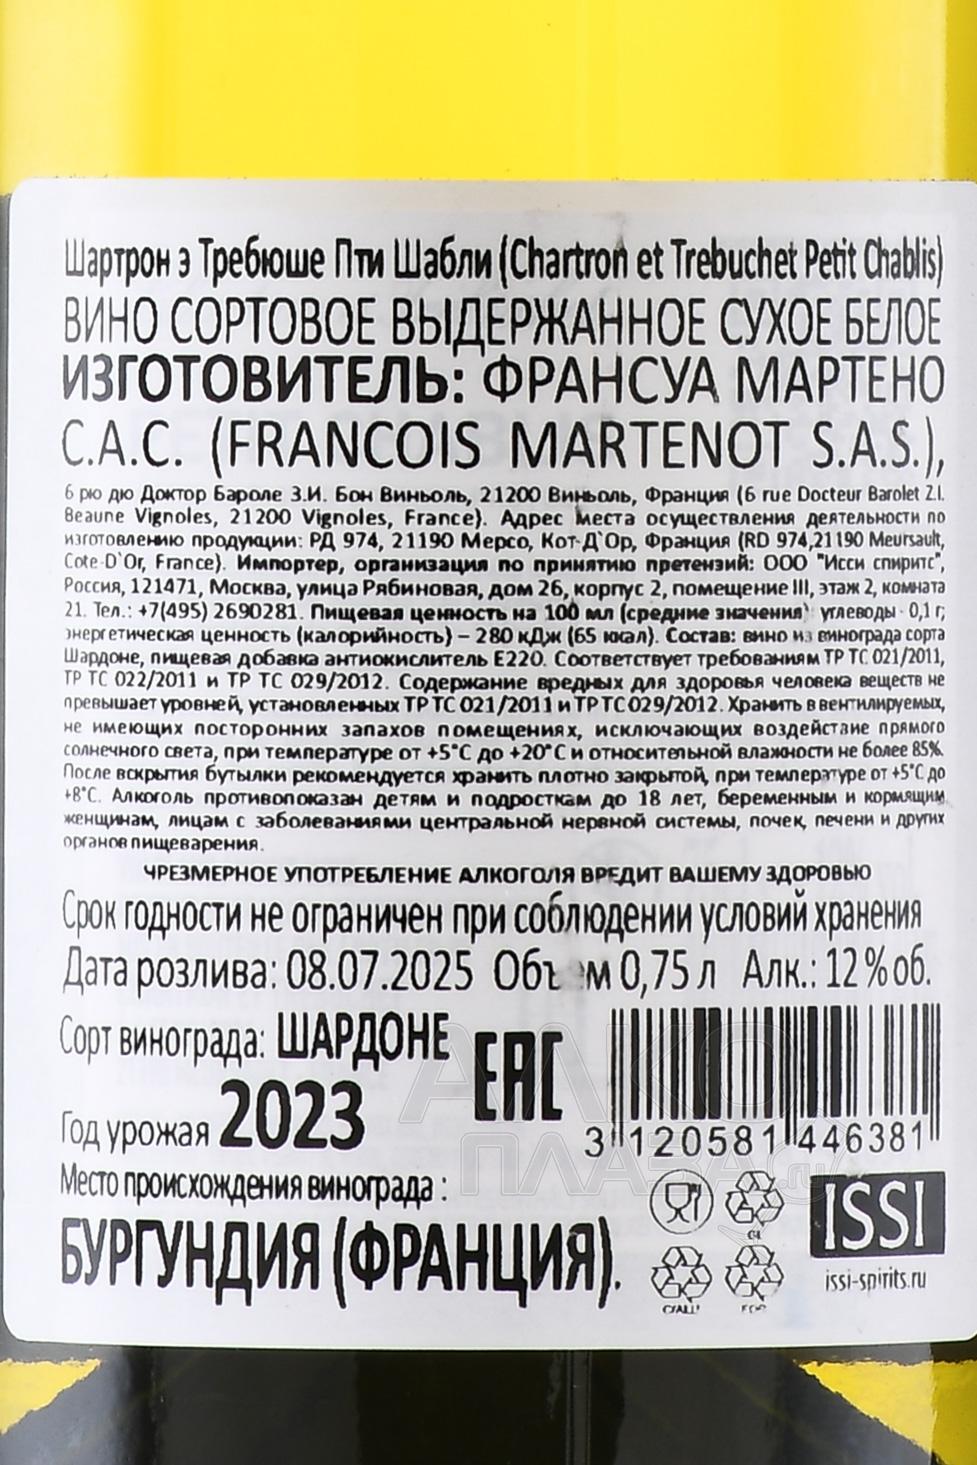 Шартрон э Требюше Пти Шабли (Chartron et Trebuchet Petit Chablis)
ВИНО СОРТОВОЕ ВЫДЕРЖАННОЕ СУХОЕ БЕЛОЕ
ИЗГОТОВИТЕЛЬ: ФРАНСУА МАРТЕНО
С.А.С. (FRANCOIS MARTENOT S.A.S.),
6 рю дю Доктор Бароле З.И. Бон Виньоль, 21200 Виньоль, Франция (6 rue Docteur Barolet Z.I.
Beaune Vignoles, 21200 Vignoles, France). Адрес места осуществления деятельности по
изготовлению продукции: РД 974, 21190 Мерсо, Кот-Д`Ор, Франция (RD 974,21190 Meursault,
Cote-D`Or, France). Импортер, организация по принятию претензий: ООО "Исси спиритс",
Россия, 121471, Москва, улица Рябиновая, дом 26, корпус 2, помещение III, этаж 2, комната
21. Тел.: +7(495) 2690281. Пищевая ценность на 100 мл (средние значения) углеводы - 0,1 г;
энергетическая ценность (калорийность) – 280 кДж (65 ккал). Состав: вино из винограда сорта
Шардоне, пищевая добавка антиокислитель Е220. Соответствует требованиям ТР ТС 021/2011,
ТР ТС 022/2011 и ТР ТС 029/2012. Содержание вредных для здоровья человека веществ не
превышает уровней, установленных ТР ТС 021/2011 и ТР ТС 029/2012. Хранить в вентилируемых,
не имеющих посторонних запахов помещениях, исключающих воздействие прямого
солнечного света, при температуре от +5°С до +20°С и относительной влажности не более 85%.
После вскрытия бутылки рекомендуется хранить плотно закрытой, при температуре от +5°С до
+8°С. Алкоголь противопоказан детям и подросткам до 18 лет, беременным и кормящим
женщинам, лицам с заболеваниями центральной нервной системы, почек, печени и других
органов пищеварения.
ЧРЕЗМЕРНОЕ УПОТРЕБЛЕНИЕ АЛКОГОЛЯ ВРЕДИТ ВАШЕМУ ЗДОРОВЬЮ
Срок годности не ограничен при соблюдении условий хранения
Дата розлива: 08.07.2025 Объем 0,75 л Алк.: 12 % об.
Сорт винограда: ШАРДОНЕ
EAC
Год урожая 2023
3 120581 446381
Место происхождения винограда :
БУРГУНДИЯ (ФРАНЦИЯ).
ISSI
issi-spirits.ru
АЛКО
ПЛАЗА.ru